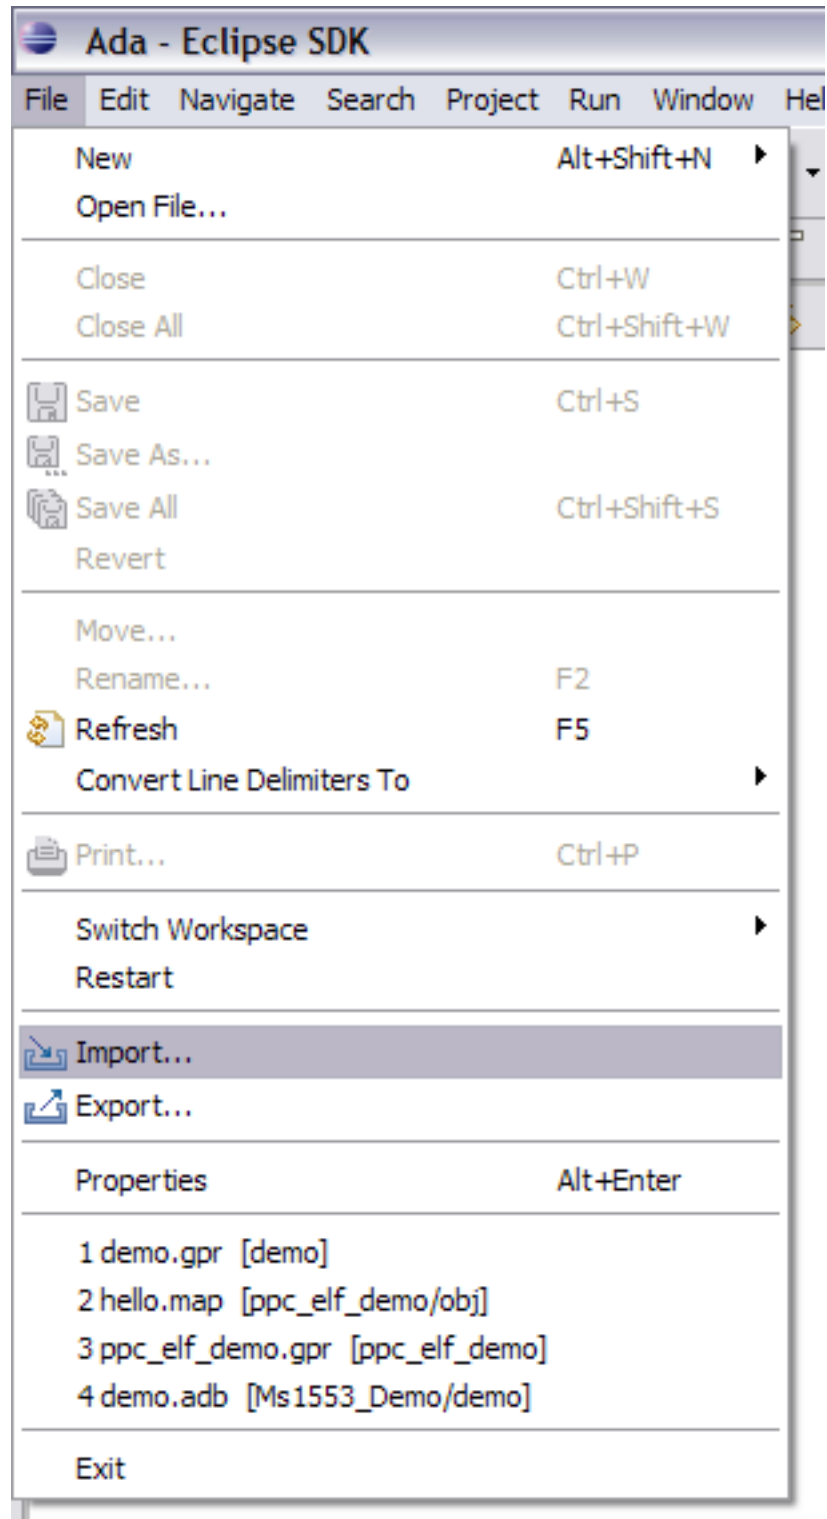 Ada - Eclipse SDK
File Edit Navigate Search Project Run Window Hel
New Alt+Shift+N
Open File...
Close Ctrl+W
Close All Ctrl+Shift+W
Save Ctrl+S
Save As...
Save All Ctrl+Shift+S
Revert
Move...
Rename... F2
Refresh F5
Convert Line Delimiters To
Print... Ctrl+P
Switch Workspace
Restart
Import...
Export...
Properties Alt+Enter
1 demo.gpr [demo]
2 hello.map [ppc_elf_demo/obj]
3 ppc_elf_demo.gpr [ppc_elf_demo]
4 demo.adb [Ms1553_Demo/demo]
Exit